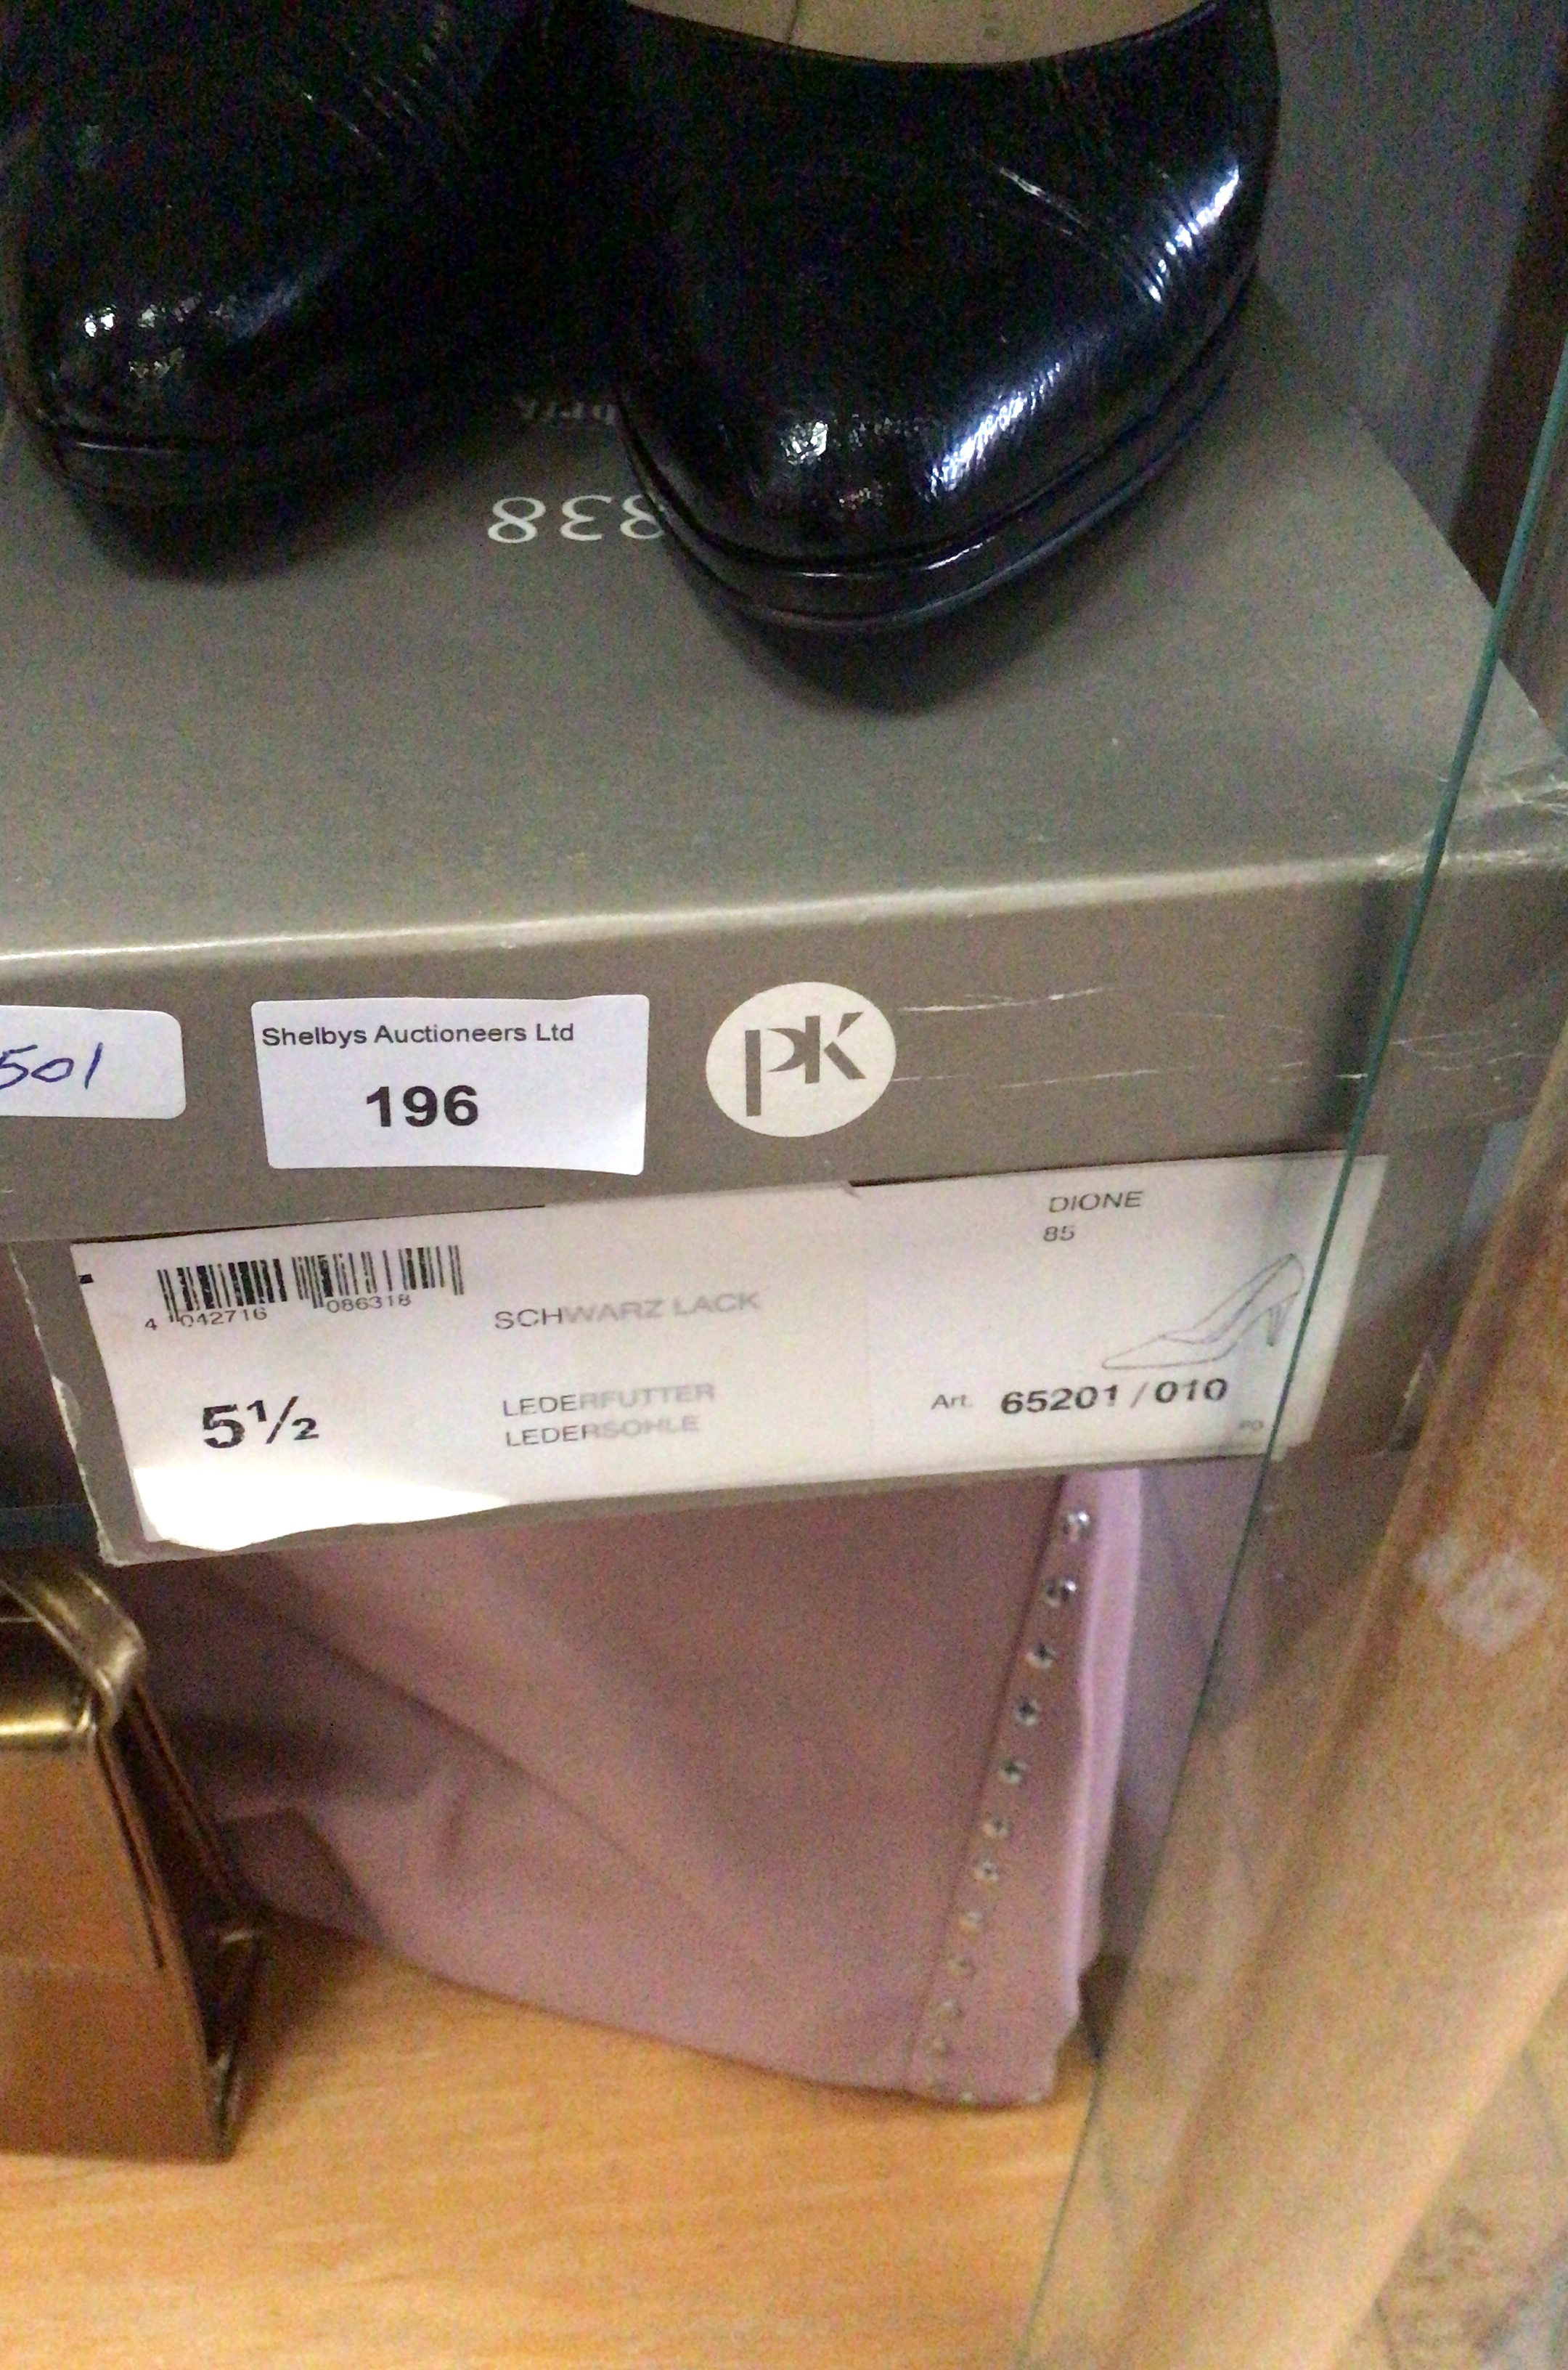 838
501
Shelbys Auctioneers Ltd
196
PK
DIONE
85
4 042716 086318
SCHWARZ LACK
5½
LEDERFUTTER
LEDERSOHLE
Art. 65201 / 010